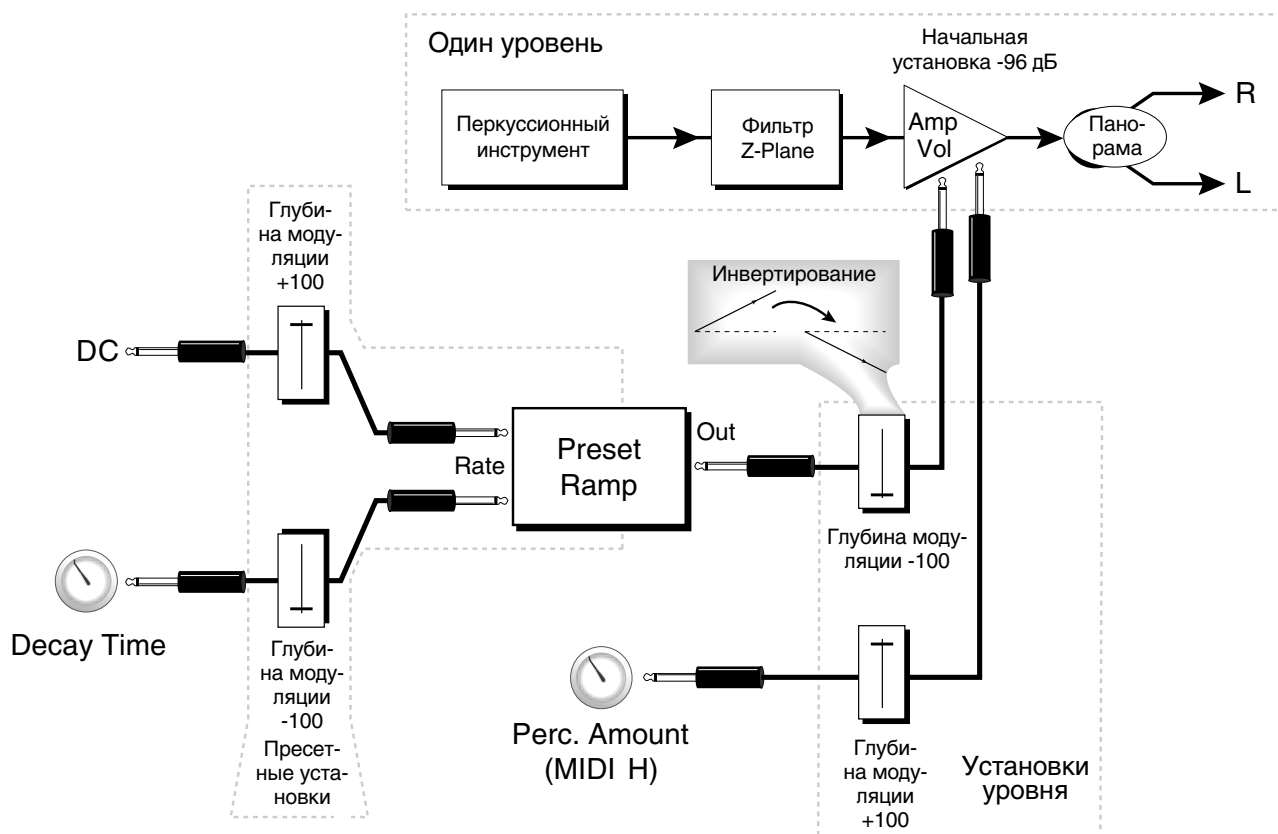 Один уровень
Начальная
установка -96 дБ
Перкуссионный
инструмент
Фильтр
Z-Plane
Amp
Vol
Пано-
рама
R
L
Глуби-
на моду-
ляции
+100
Инвертирование
DC
Rate
Preset
Ramp
Out
Глубина моду-
ляции -100
Decay Time
Глуби-
на моду-
ляции
-100
Пресет-
ные уста-
новки
Perc. Amount
(MIDI H)
Глуби-
на моду-
ляции
+100
Установки
уровня